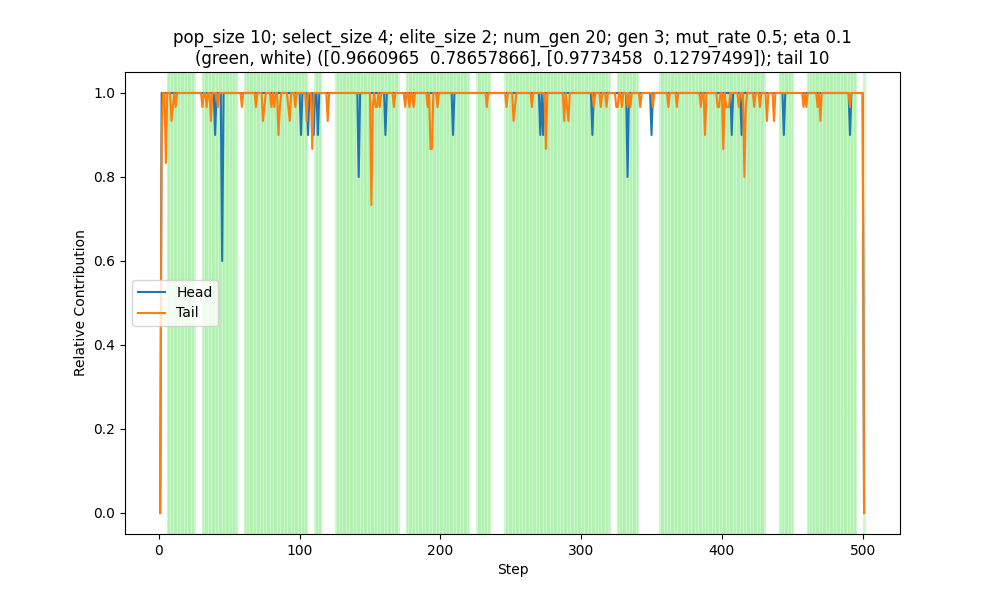 pop_size 10; select_size 4; elite_size 2; num_gen 20; gen 3; mut_rate 0.5; eta 0.1
(green, white) ([0.9660965  0.78657866], [0.9773458  0.12797499]); tail 10
1.0
0.8
0.6
0.4
0.2
0.0
Relative Contribution
Head
Tail
0
100
200
300
400
500
Step